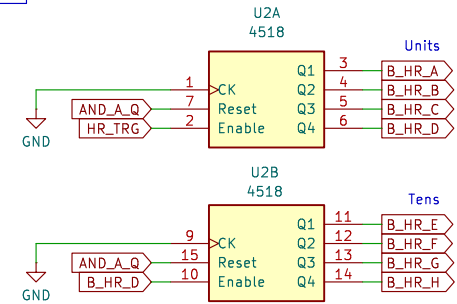 U2A
4518
Units
1 CK Q1 3 B_HR_A
AND_A_Q 7 Reset Q2 4 B_HR_B
HR_TRG 2 Enable Q3 5 B_HR_C
Q4 6 B_HR_D
GND
U2B
4518
Tens
9 CK Q1 11 B_HR_E
AND_A_Q 15 Reset Q2 12 B_HR_F
B_HR_D 10 Enable Q3 13 B_HR_G
Q4 14 B_HR_H
GND